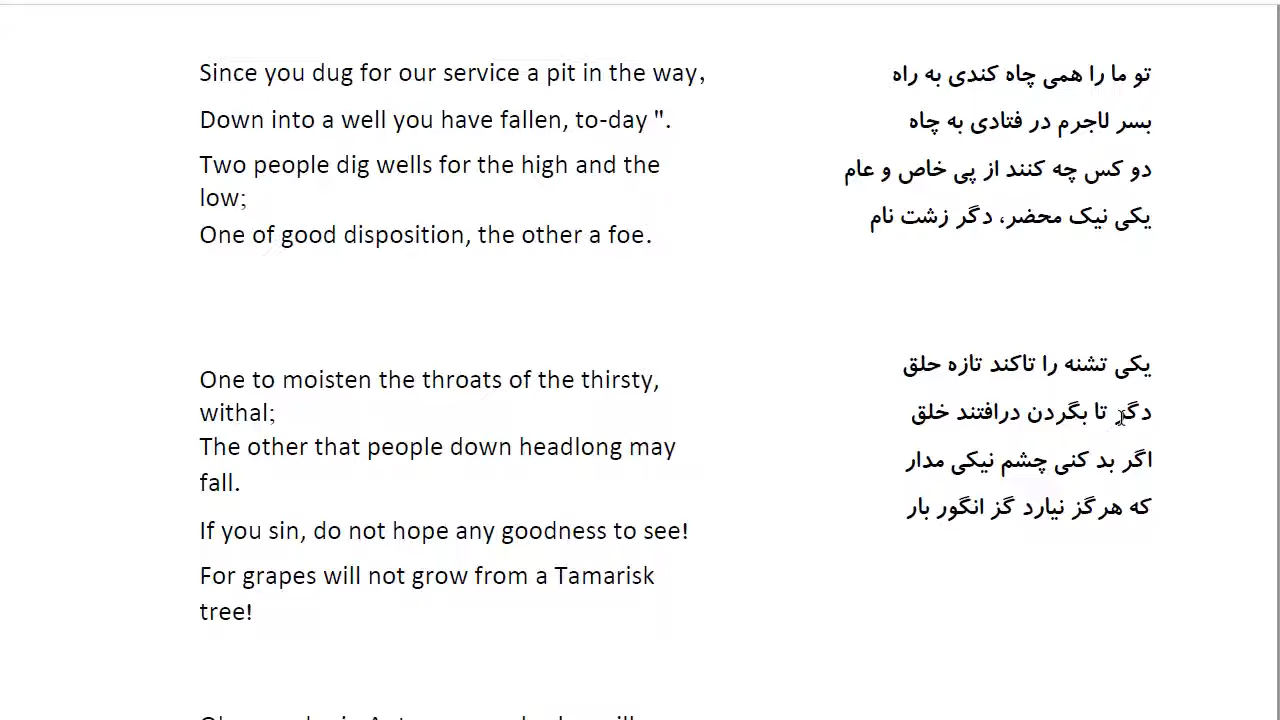 Since you dug for our service a pit in the way,
تو ما را همی چاه کندی به راه
Down into a well you have fallen, to-day ".
بسر لاجرم در فتادی به چاه
Two people dig wells for the high and the
low;
دو کس چه کنند از پی خاص و عام
One of good disposition, the other a foe.
یکی نیک محضر، دگر زشت نام
One to moisten the throats of the thirsty,
withal;
یکی تشنه را تاکند تازه حلق
The other that people down headlong may
fall.
دگر تا بگردن درافتند خلق
If you sin, do not hope any goodness to see!
اگر بد کنی چشم نیکی مدار
For grapes will not grow from a Tamarisk
tree!
که هرگز نیارد گز انگور بار